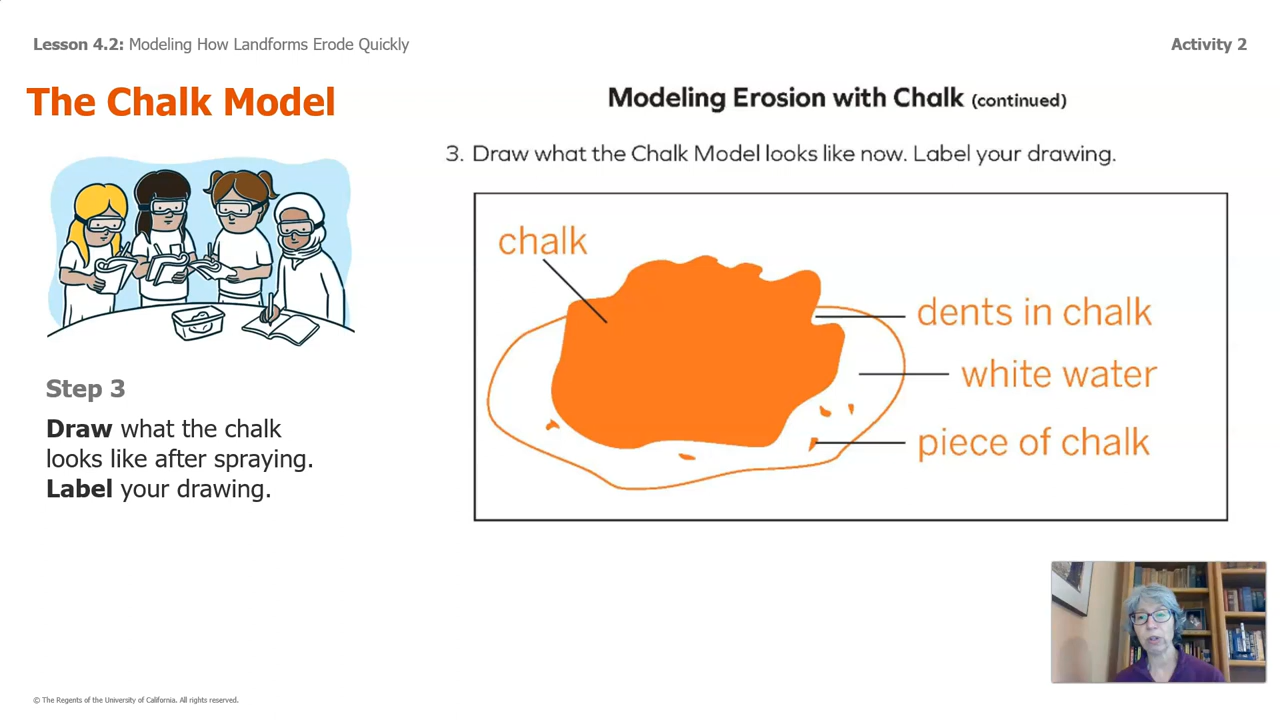 Lesson 4.2: Modeling How Landforms Erode Quickly
Activity 2
The Chalk Model
Modeling Erosion with Chalk (continued)
3. Draw what the Chalk Model looks like now. Label your drawing.
chalk
dents in chalk
white water
piece of chalk
Step 3
Draw what the chalk
looks like after spraying.
Label your drawing.
© The Regents of the University of California. All rights reserved.